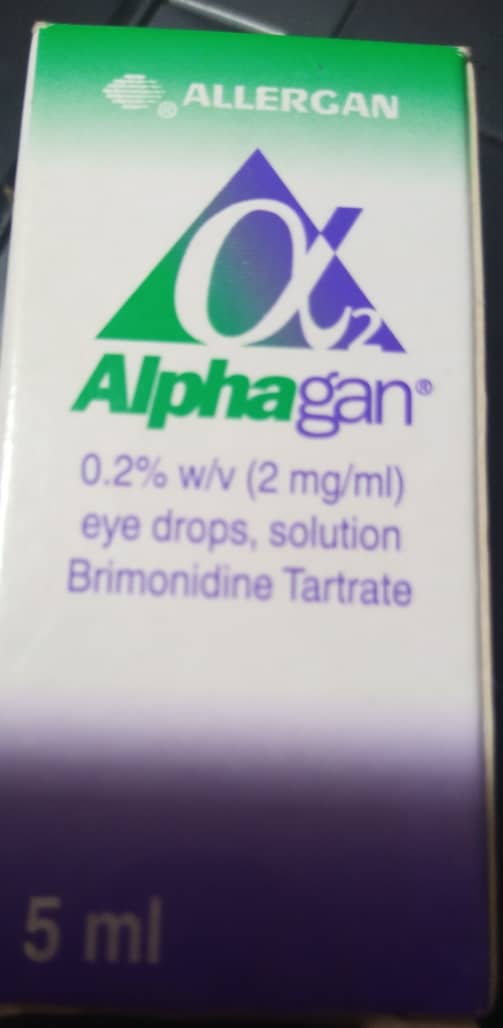 ® ALLERGAN
α2
Alphagan®
0.2% w/v (2 mg/ml)
eye drops, solution
Brimonidine Tartrate
5 ml